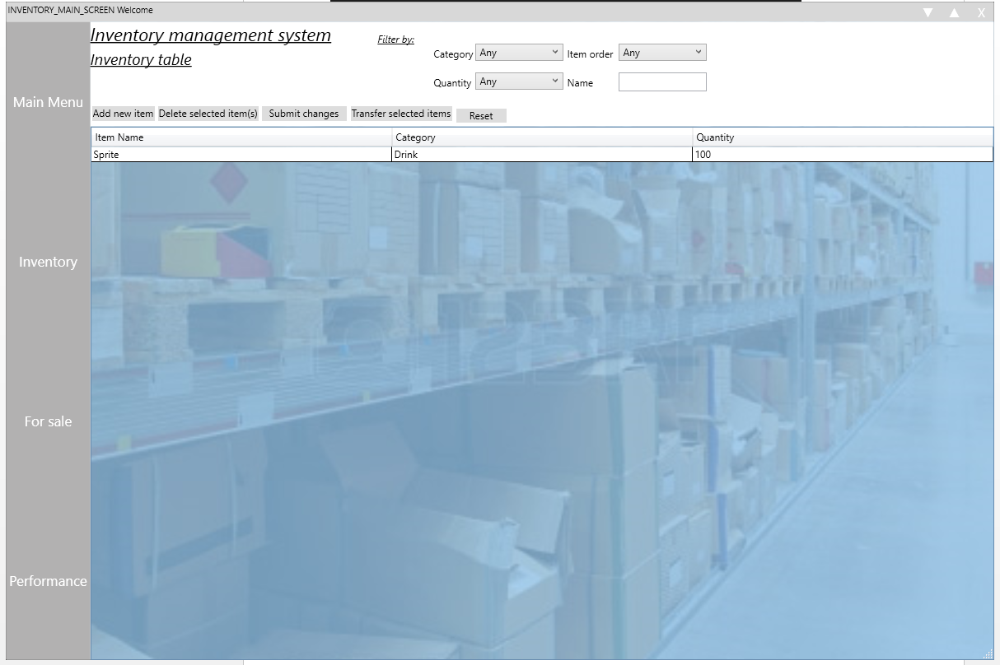 INVENTORY_MAIN_SCREEN Welcome
X
Inventory management system
Filter by:
Category Any Item order Any
Inventory table
Quantity Any Name
Main Menu
Add new item Delete selected item(s) Submit changes Transfer selected items Reset
Item Name Category Quantity
Sprite Drink 100
Inventory
For sale
Performance